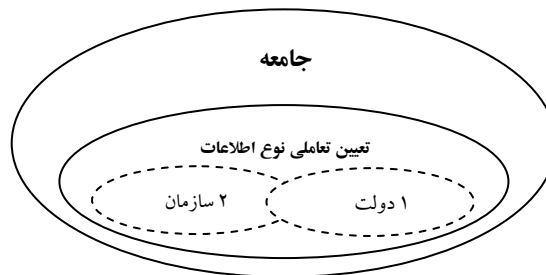 جامعه
تعیین تعاملی نوع اطلاعات
۱ دولت
۲ سازمان